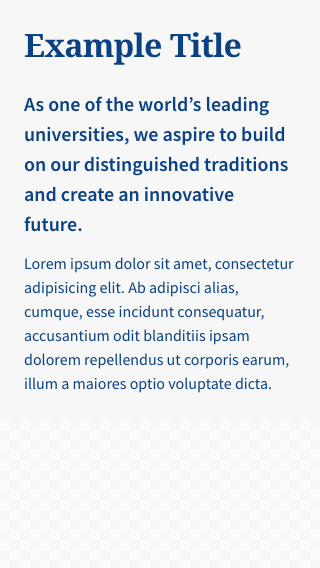 Example Title
As one of the world’s leading
universities, we aspire to build
on our distinguished traditions
and create an innovative
future.
Lorem ipsum dolor sit amet, consectetur
adipisicing elit. Ab adipisci alias,
cumque, esse incidunt consequatur,
accusantium odit blanditiis ipsam
dolorem repellendus ut corporis earum,
illum a maiores optio voluptate dicta.